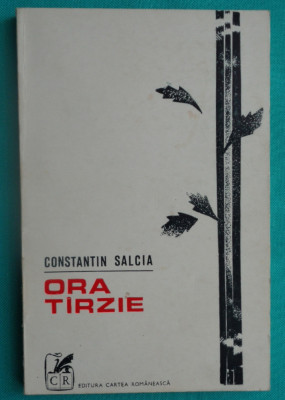 CONSTANTIN SALCIA
ORA
TÎRZIE
CR
EDITURA CARTEA ROMÂNEASCĂ